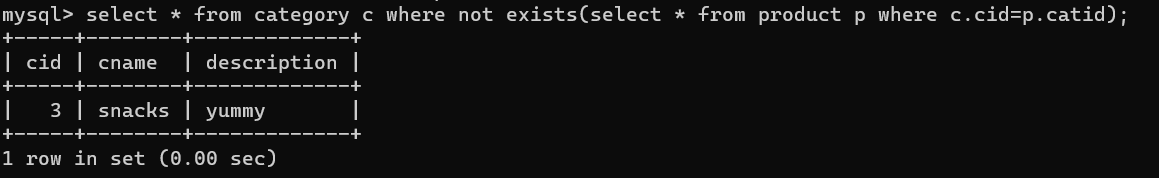 mysql> select * from category c where not exists(select * from product p where c.cid=p.catid);
+-----+--------+-------------+
| cid | cname  | description |
+-----+--------+-------------+
|   3 | snacks | yummy       |
+-----+--------+-------------+
1 row in set (0.00 sec)